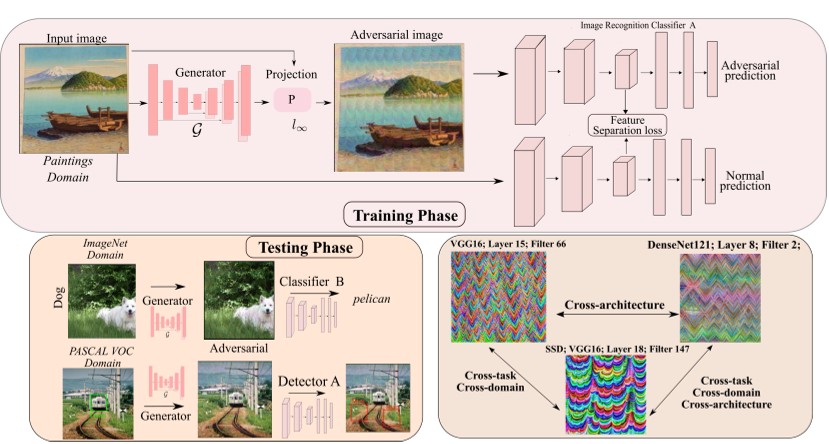 Image Recognition Classifier A
Input image
Adversarial image
Generator
Projection
P
l∞
G
Adversarial
prediction
Feature
Separation loss
Paintings
Domain
Normal
prediction
Training Phase
ImageNet
Domain
Testing Phase
Dog
Generator
G
Adversarial
Classifier B
pelican
PASCAL VOC
Domain
G
Generator
Detector A
VGG16; Layer 15; Filter 66
DenseNet121; Layer 8; Filter 2;
Cross-architecture
SSD; VGG16; Layer 18; Filter 147
Cross-task
Cross-domain
Cross-task
Cross-domain
Cross-architecture